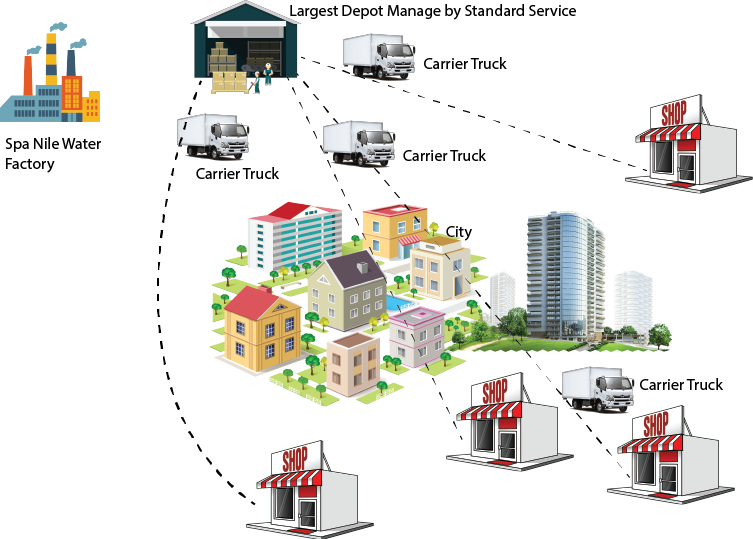 Largest Depot Manage by Standard Service
Carrier Truck
SHOP
Spa Nile Water
Factory
Carrier Truck
Carrier Truck
City
Carrier Truck
SHOP
SHOP
SHOP